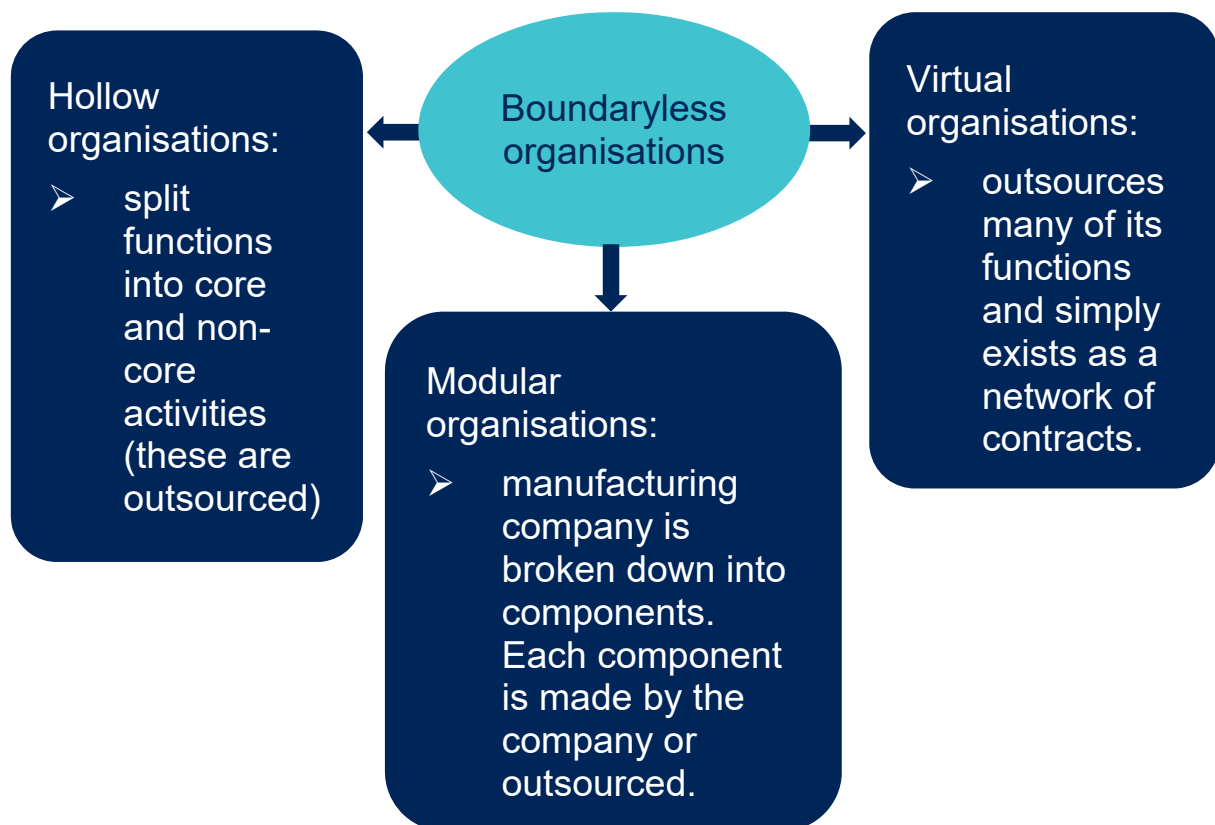 Boundaryless
organisations
Hollow
organisations:
➢ split
functions
into core
and non-
core
activities
(these are
outsourced)
Modular
organisations:
➢ manufacturing
company is
broken down into
components.
Each component
is made by the
company or
outsourced.
Virtual
organisations:
➢ outsources
many of its
functions
and simply
exists as a
network of
contracts.